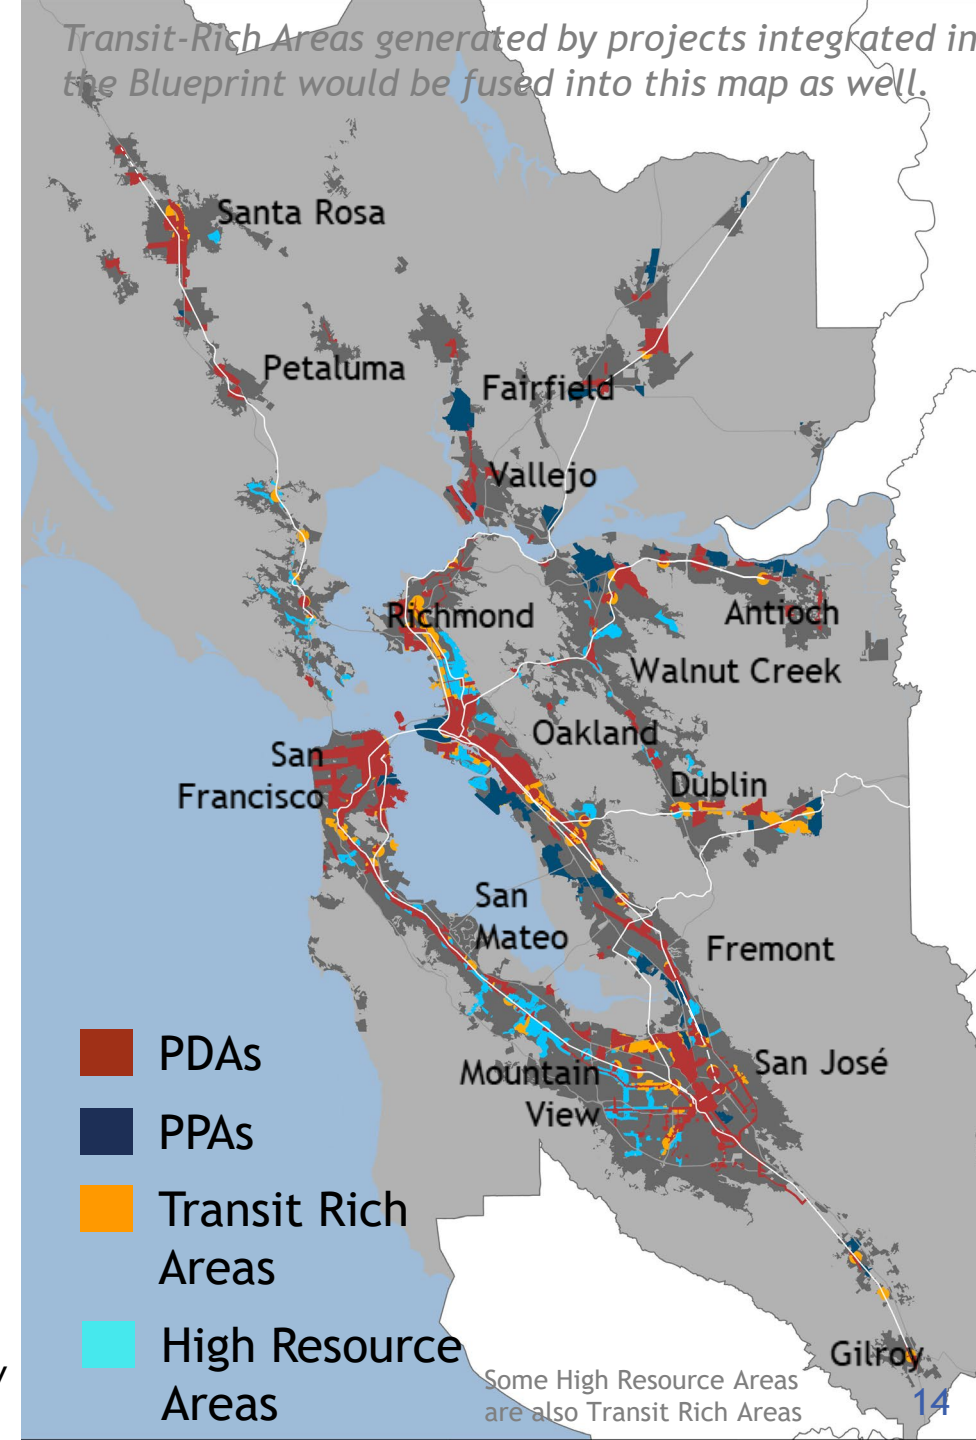 Transit-Rich Areas generated by projects integrated in
the Blueprint would be fused into this map as well.
Santa Rosa
Petaluma
Fairfield
Vallejo
Richmond
Antioch
Walnut Creek
Oakland
San
Francisco
Dublin
San
Mateo
Fremont
Mountain
View
San José
PDAs
PPAs
Transit Rich
Areas
High Resource
Areas
Gilroy
Some High Resource Areas
are also Transit Rich Areas
14